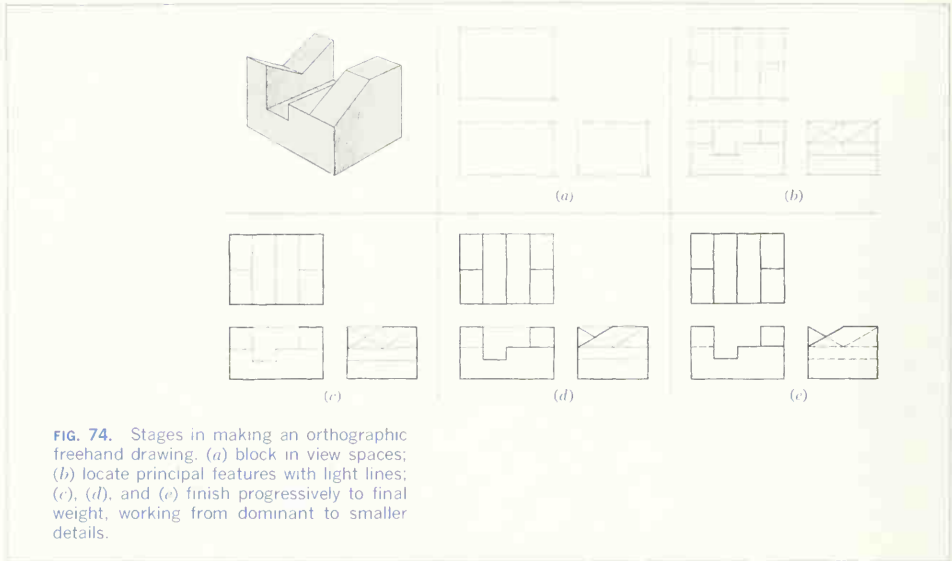 (a)
(b)
(c)
(d)
(e)
FIG. 74. Stages in making an orthographic
freehand drawing. (a) block in view spaces;
(b) locate principal features with light lines;
(c), (d), and (e) finish progressively to final
weight, working from dominant to smaller
details.